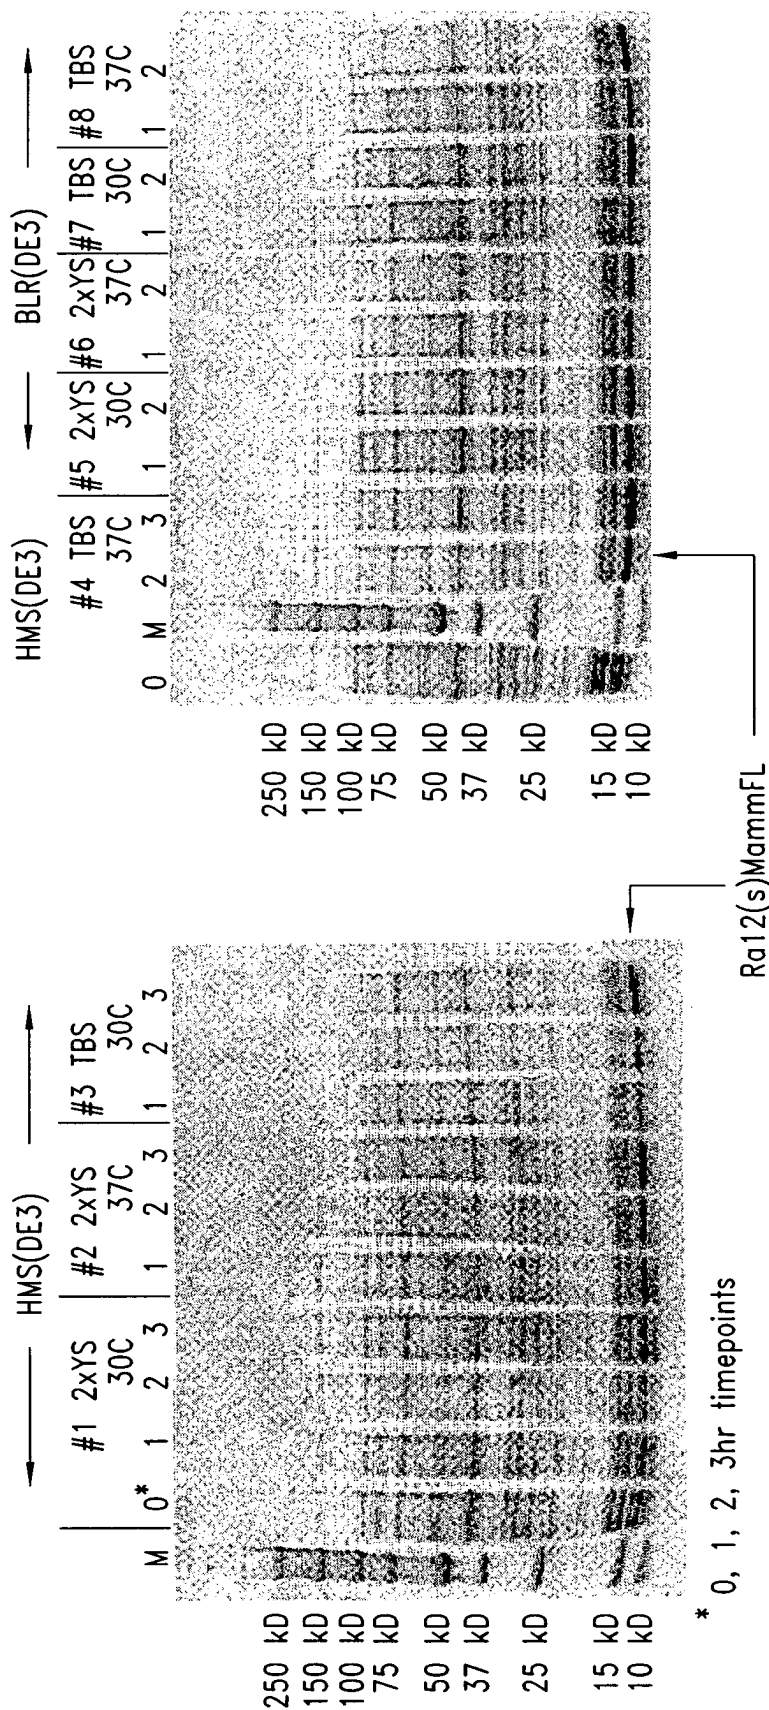 HMS(DE3)
#1 2xYS
30C
#2 2xYS
37C
#3 TBS
30C
M 0* 1 2 3 1 2 3 1 2 3
250 kD
150 kD
100 kD
75 kD
50 kD
37 kD
25 kD
15 kD
10 kD
* 0, 1, 2, 3hr timepoints
Ra12(s)MammFL
HMS(DE3)
BLR(DE3)
#4 TBS
37C
#5 2xYS
30C
#6 2xYS
37C
#7 TBS
30C
#8 TBS
37C
0 M 2 3 1 2 1 2 1 2 1 2
250 kD
150 kD
100 kD
75 kD
50 kD
37 kD
25 kD
15 kD
10 kD